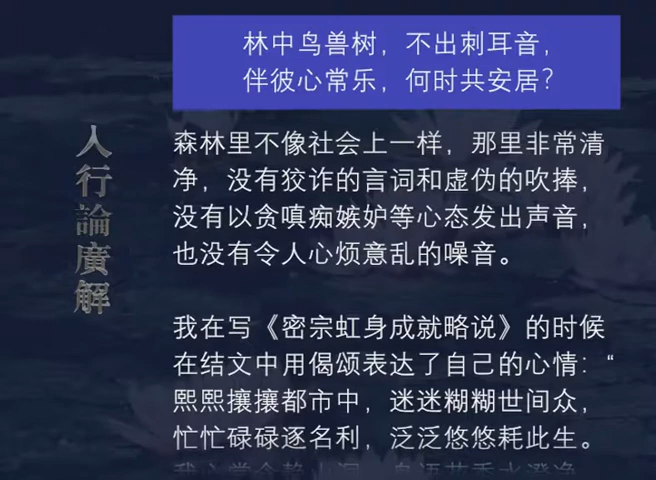 林中鸟兽树，不出刺耳音，
伴彼心常乐，何时共安居？
入行論廣解
森林里不像社会上一样，那里非常清
净，没有狡诈的言词和虚伪的吹捧，
没有以贪嗔痴嫉妒等心态发出声音，
也没有令人心烦意乱的噪音。
我在写《密宗虹身成就略说》的时候
在结文中用偈颂表达了自己的心情：“
熙熙攘攘都市中，迷迷糊糊世间众，
忙忙碌碌逐名利，泛泛悠悠耗此生。